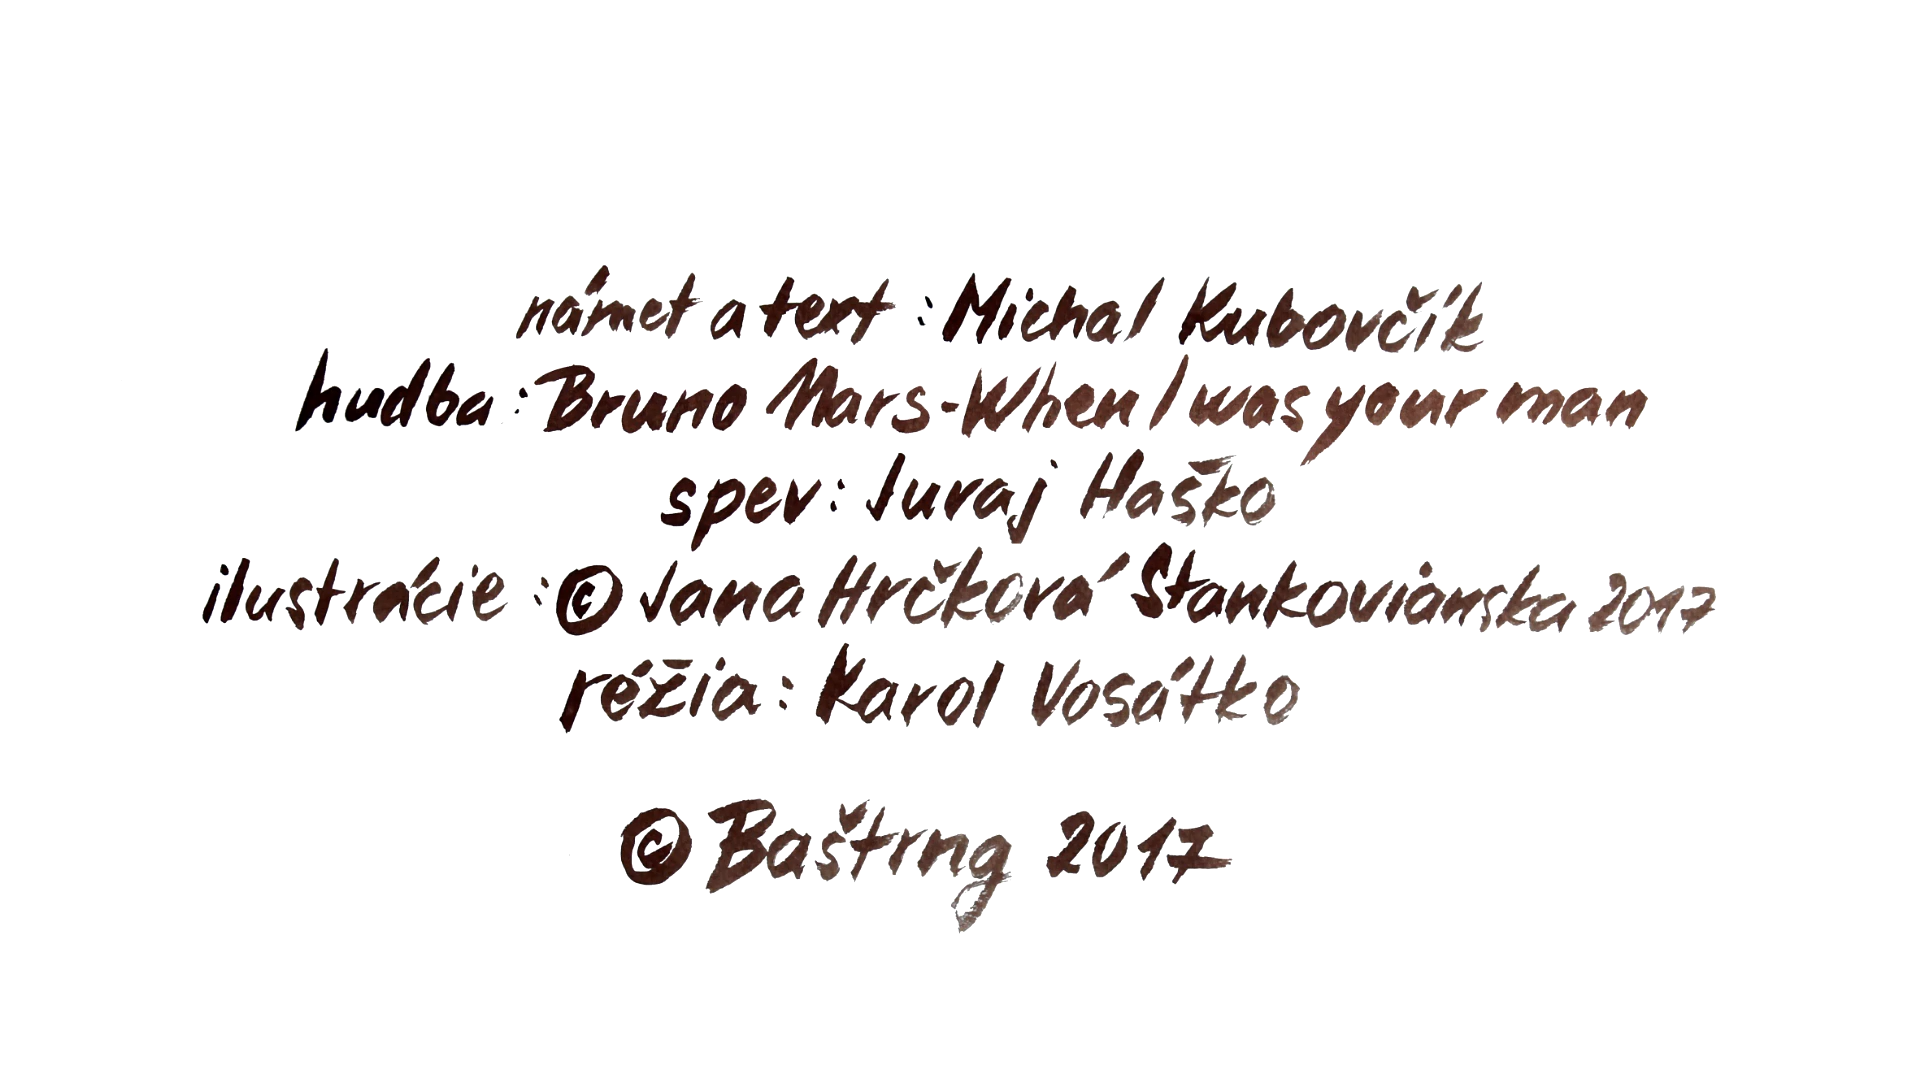 námet a text : Michal Kubovčík
hudba : Bruno Mars - When I was your man
spev : Juraj Haško
ilustrácie : © Jana Hrčková Stankovianska 2017
réžia : Karol Vosátko
© Baštrng 2017